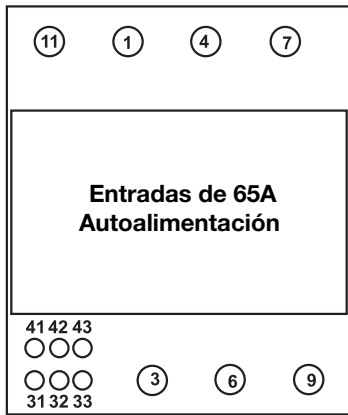 11 1 4 7
Entradas de 65A
Autoalimentación
41 42 43
3 6 9
31 32 33